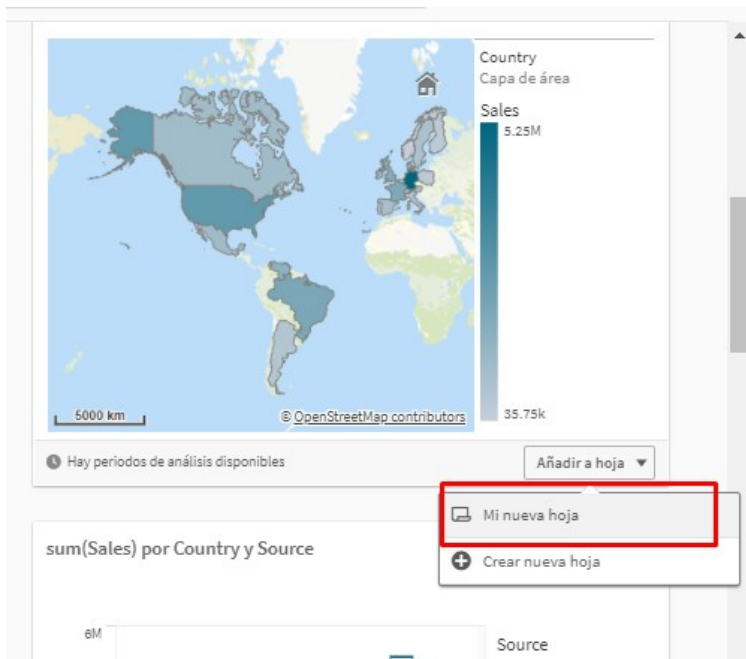 Country
Capa de área
Sales
5.25M
35.75k
5000 km
© OpenStreetMap contributors
Hay periodos de análisis disponibles
Añadir a hoja
Mi nueva hoja
Crear nueva hoja
sum(Sales) por Country y Source
6M
Source